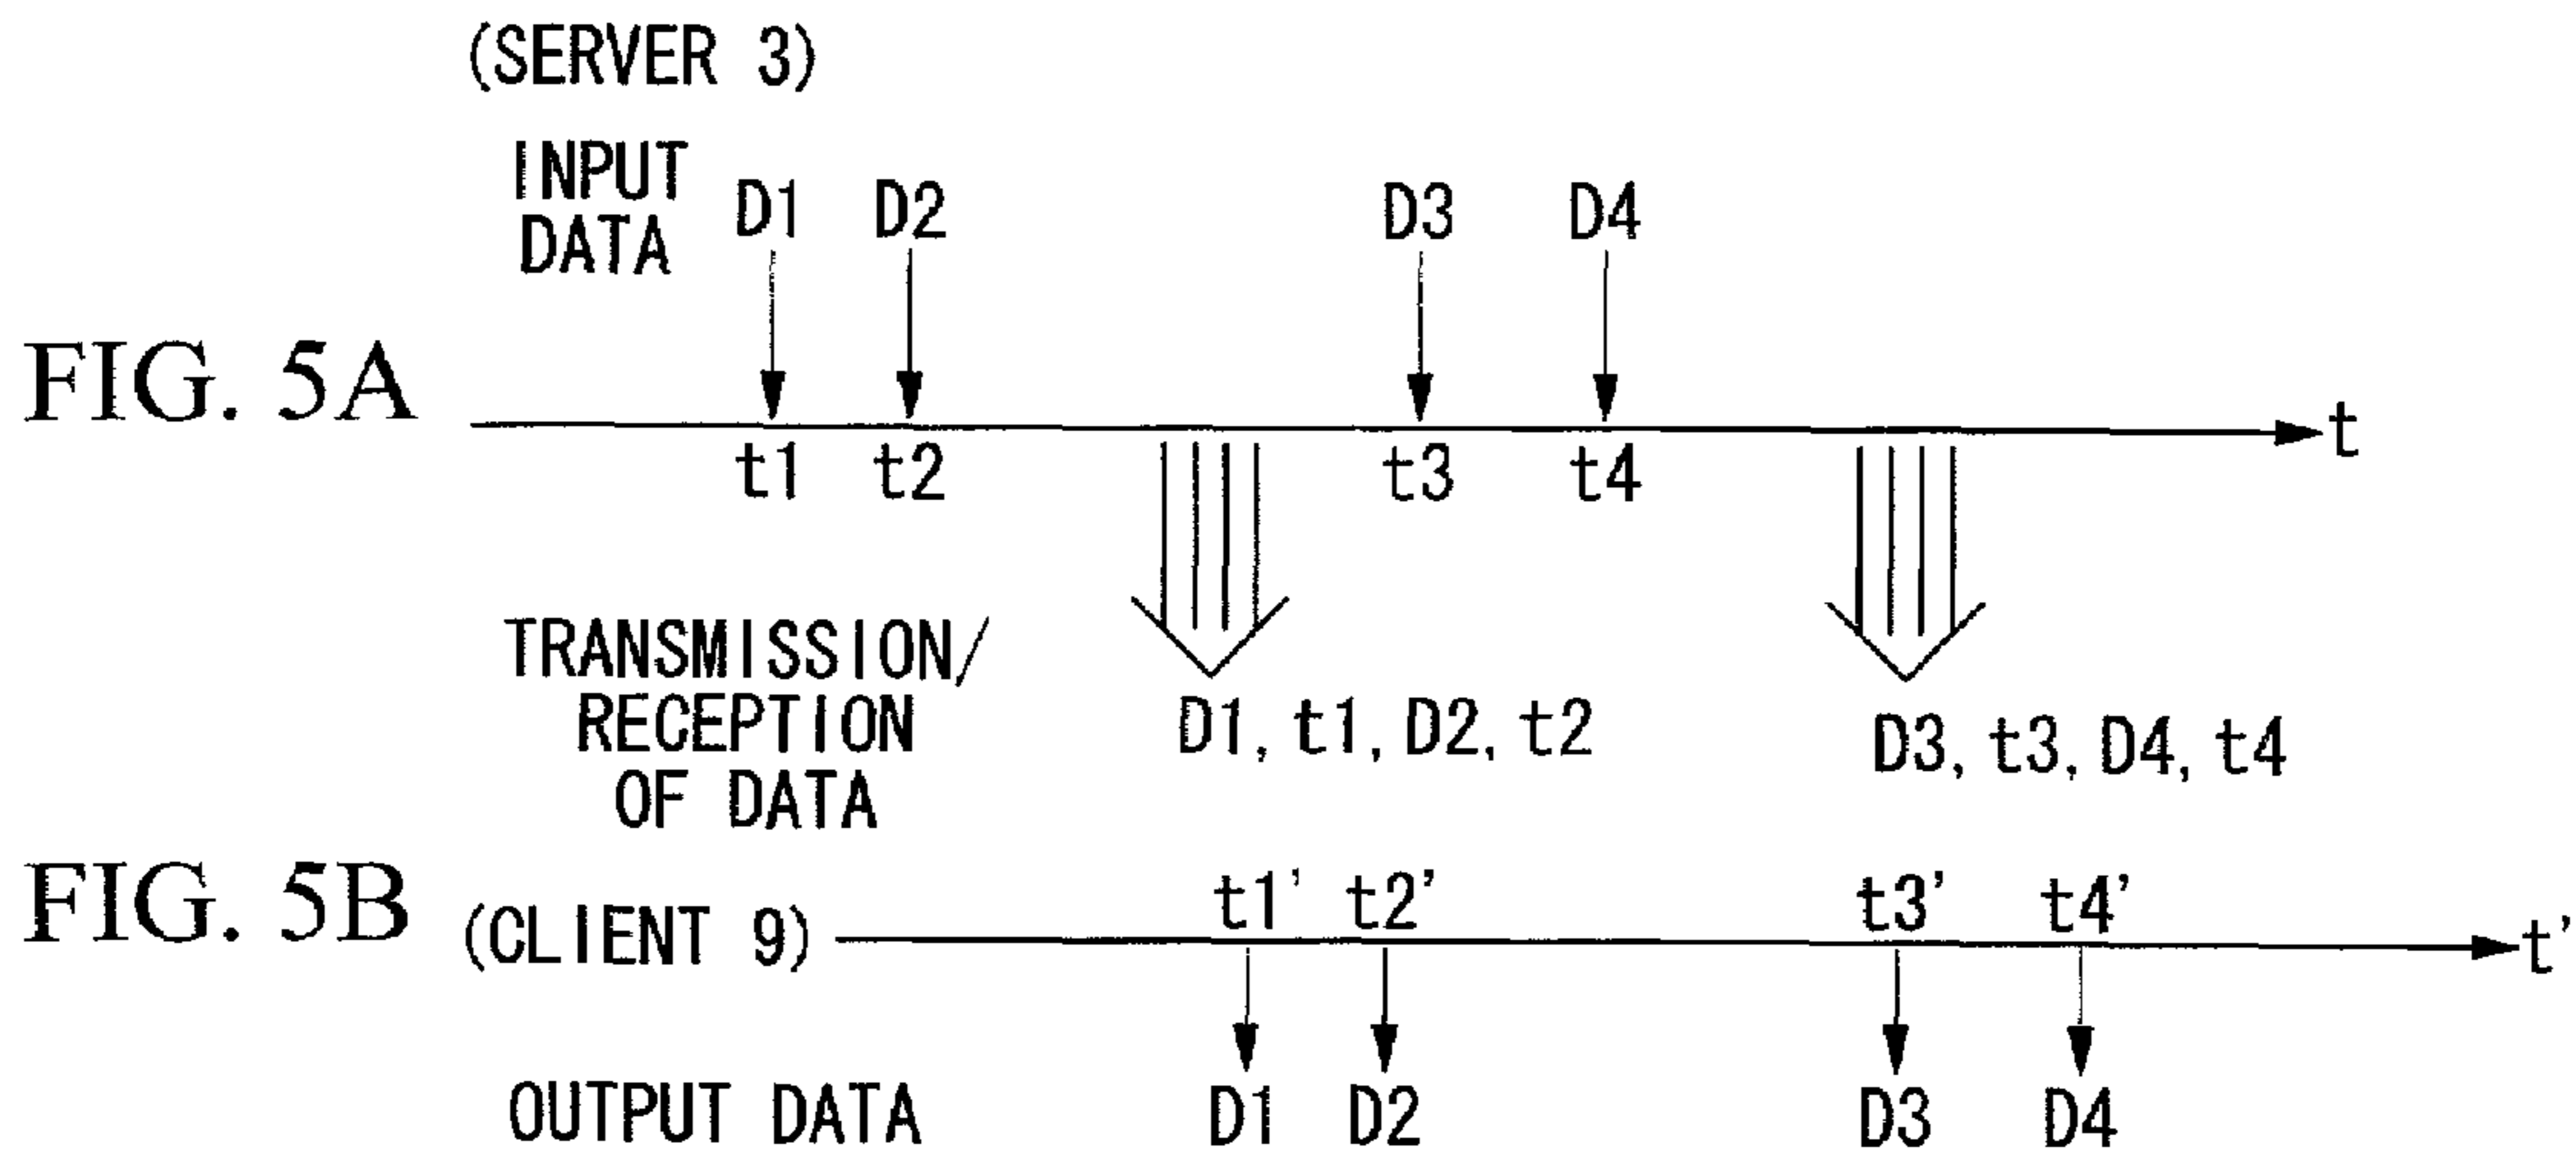 (SERVER 3)
INPUT
DATA
D1 D2 D3 D4
FIG. 5A
t
t1 t2 t3 t4
TRANSMISSION/
RECEPTION
OF DATA
D1, t1, D2, t2
D3, t3, D4, t4
FIG. 5B
(CLIENT 9)
t1' t2' t3' t4'
t'
OUTPUT DATA
D1 D2 D3 D4